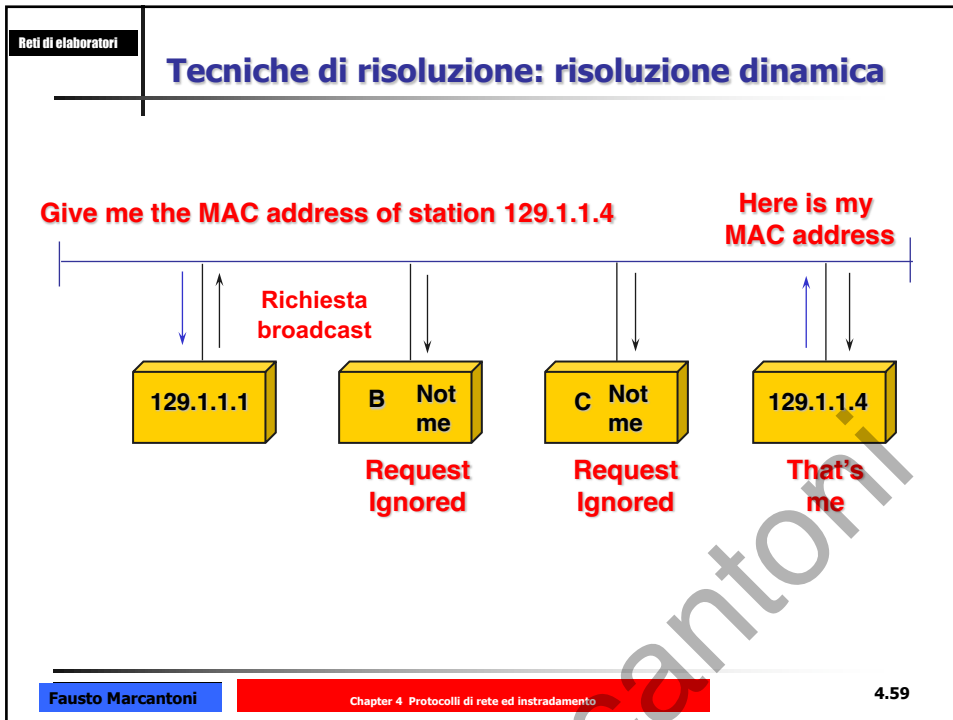 Reti di elaboratori
Tecniche di risoluzione: risoluzione dinamica
Give me the MAC address of station 129.1.1.4
Here is my
MAC address
Richiesta
broadcast
129.1.1.1
B Not
me
C Not
me
129.1.1.4
Request
Ignored
Request
Ignored
That's
me
Fausto Marcantoni
Chapter 4 Protocolli di rete ed instradamento
4.59